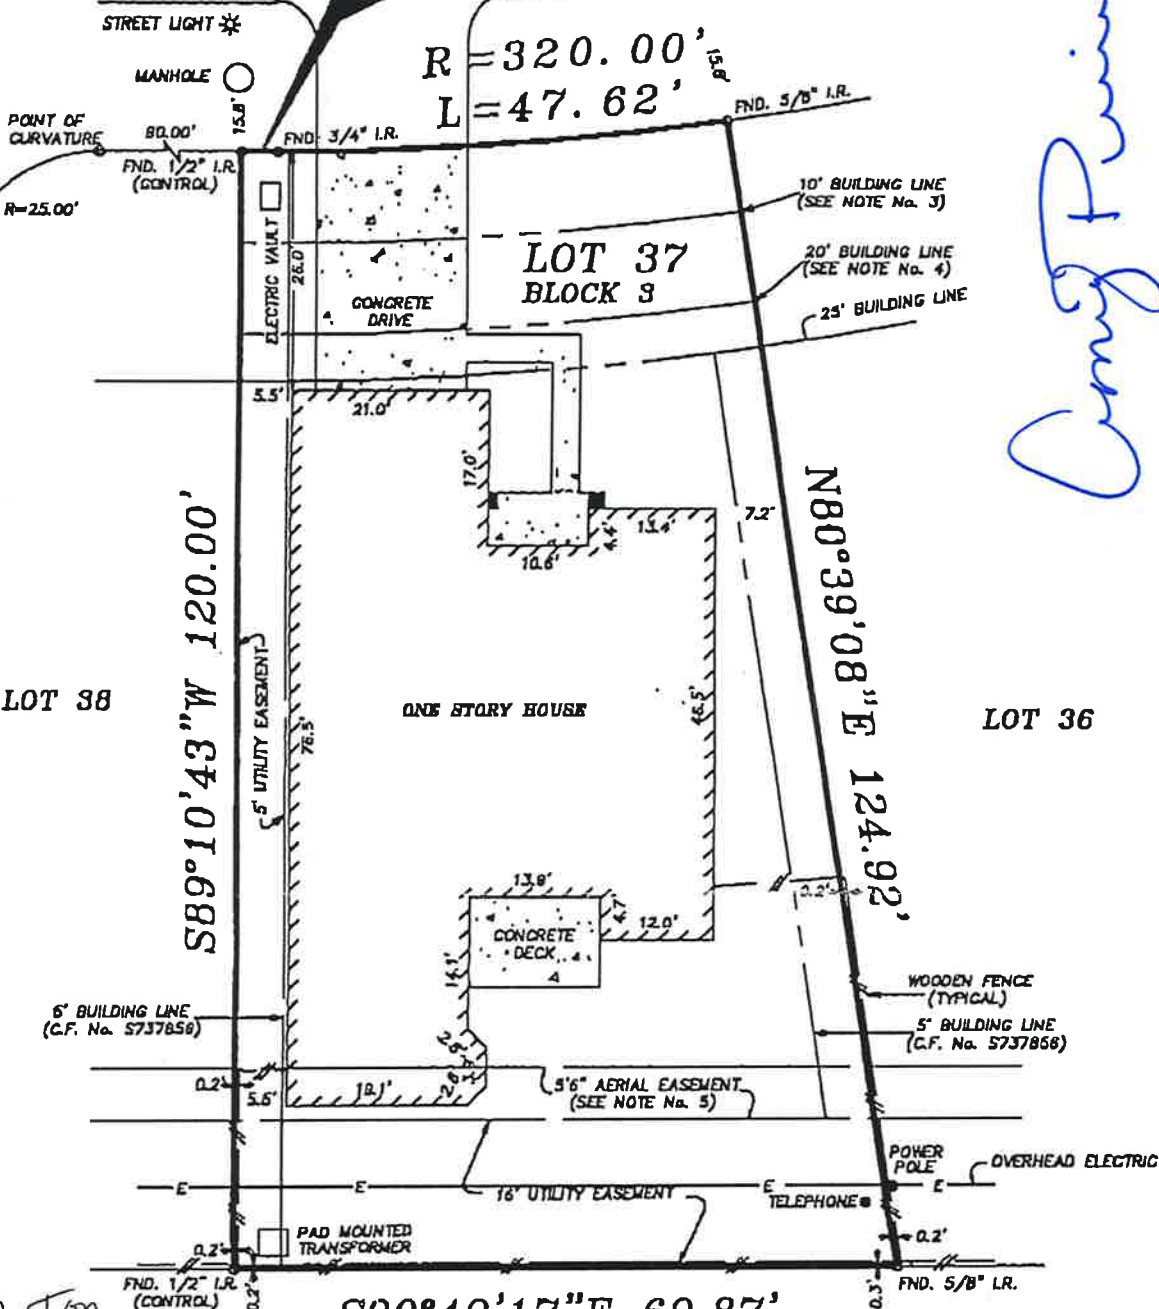 STREET LIGHT
MANHOLE
R=320.00'
L=47.62'
15.8'
15.8'
FND. 5/8" I.R.
POINT OF
CURVATURE
80.00'
FND. 3/4" I.R.
FND. 1/2" I.R.
(CONTROL)
R=25.00'
10' BUILDING LINE
(SEE NOTE No. 3)
ELECTRIC VAULT
26.0'
LOT 37
BLOCK 3
20' BUILDING LINE
(SEE NOTE No. 4)
CONCRETE
DRIVE
25' BUILDING LINE
5.5'
21.0'
17.0'
7.2'
13.4'
4.4'
10.6'
N80°39'08"E 124.92'
S89°10'43"W 120.00'
5' UTILITY EASEMENT
LOT 38
ONE STORY HOUSE
76.5'
46.5'
LOT 36
13.8'
4.7'
12.0'
0.2'
CONCRETE
DECK
14.1'
WOODEN FENCE
(TYPICAL)
5' BUILDING LINE
(C.F. No. S737856)
5' BUILDING LINE
(C.F. No. S737856)
0.2'
5.6'
5'6" AERIAL EASEMENT
(SEE NOTE No. 5)
POWER
POLE
OVERHEAD ELECTRIC
E
E
16' UTILITY EASEMENT
E
E
TELEPHONE
PAD MOUNTED
TRANSFORMER
0.2'
0.2'
0.2'
0.3'
FND. 1/2" I.R.
(CONTROL)
FND. 5/8" I.R.